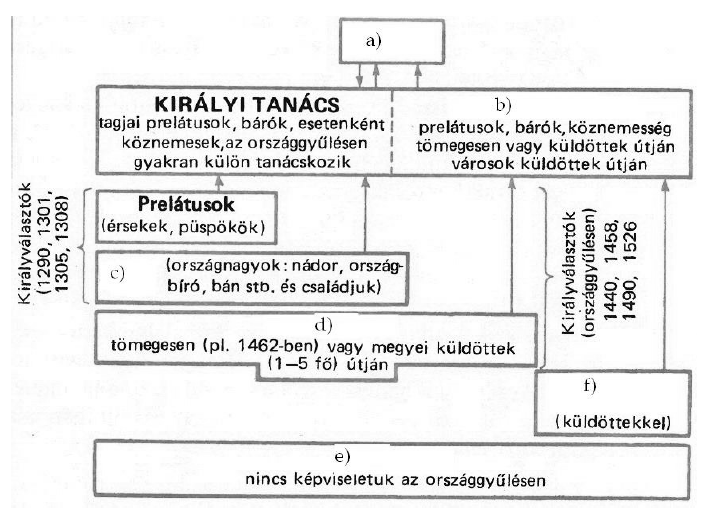 a)
KIRÁLYI TANÁCS
tagjai prelátusok, bárók, esetenként
köznemesek,az országgyűlésen
gyakran külön tanácskozik
b)
prelátusok, bárók,köznemesség
tömegesen vagy küldöttek útján
városok küldöttek útján
Királyválasztók
(1290, 1301,
1305, 1308)
Prelátusok
(érsekek, püspökök)
c) (országnagyok: nádor, ország-
bíró, bán stb. és családjuk)
Királyválasztók
(országgyűlésen)
1440, 1458,
1490, 1526
d)
tömegesen (pl. 1462-ben) vagy megyei küldöttek
(1–5 fő) útján
f)
(küldöttekkel)
e)
nincs képviseletuk az országgyűlésen